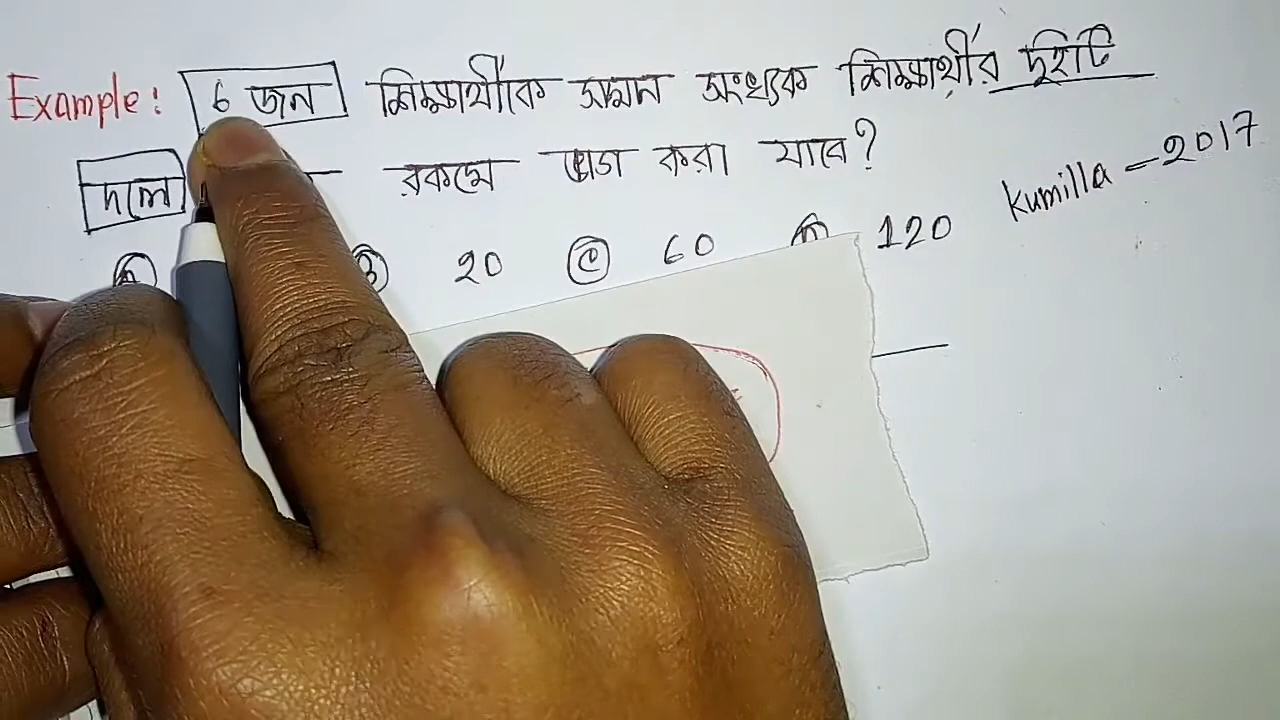 Example: 6 জন শিক্ষার্থীকে সমান সংখ্যক শিক্ষার্থীর দুইটি
দলে রকমে ভাগ করা যাবে?
Kumilla - 2017
20 60 120